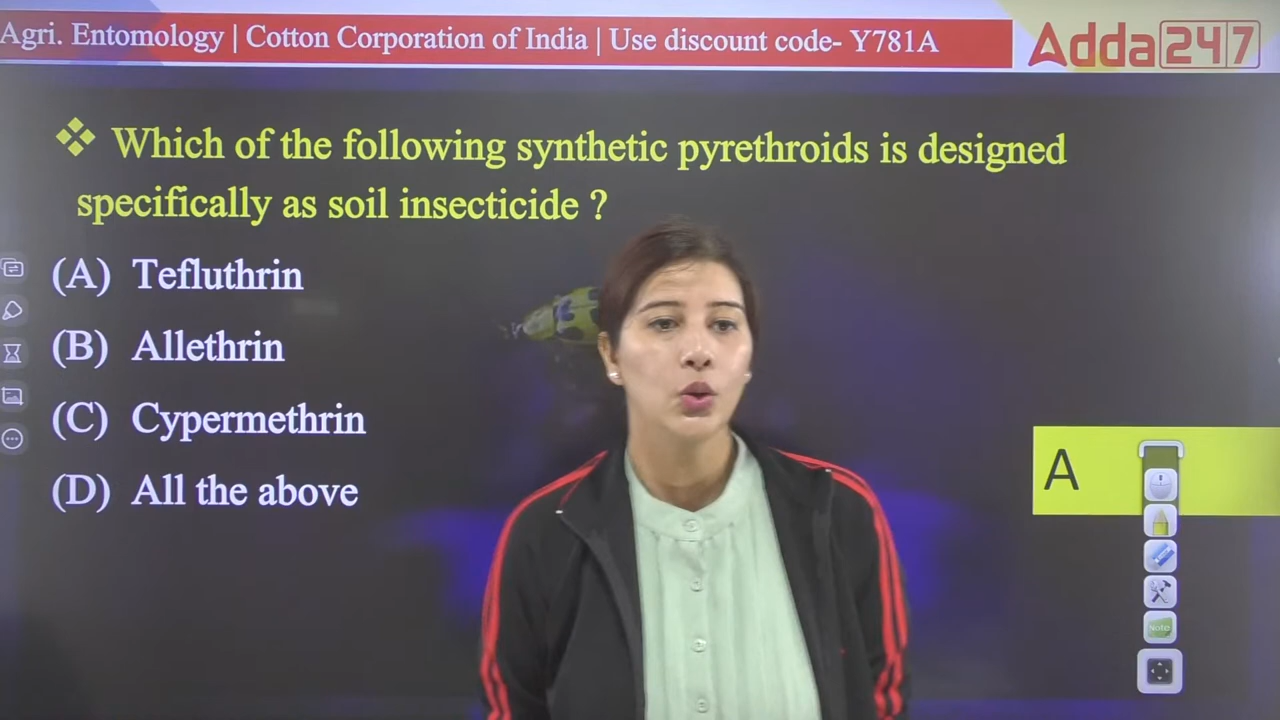 Agri. Entomology | Cotton Corporation of India | Use discount code- Y781A
Adda247
Which of the following synthetic pyrethroids is designed
specifically as soil insecticide ?
(A) Tefluthrin
(B) Allethrin
(C) Cypermethrin
(D) All the above
A
Note